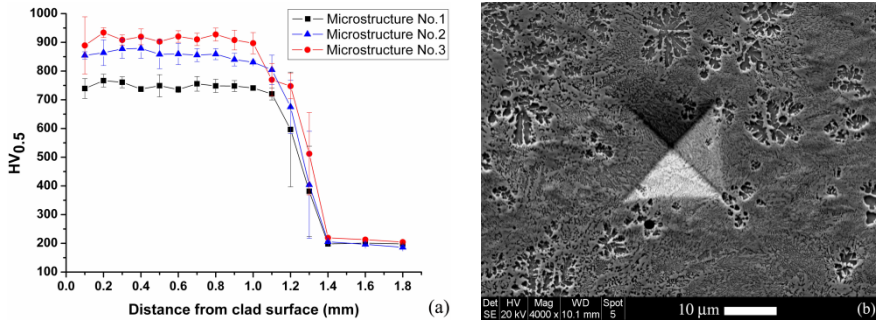 1000
900
800
700
600
500
400
300
200
100
HV0.5
Microstructure No.1
Microstructure No.2
Microstructure No.3
0.0 0.2 0.4 0.6 0.8 1.0 1.2 1.4 1.6 1.8
Distance from clad surface (mm)
(a)
Det HV Mag WD Spot
SE 20 kV 4000 x 10.1 mm 5
10 μm
(b)